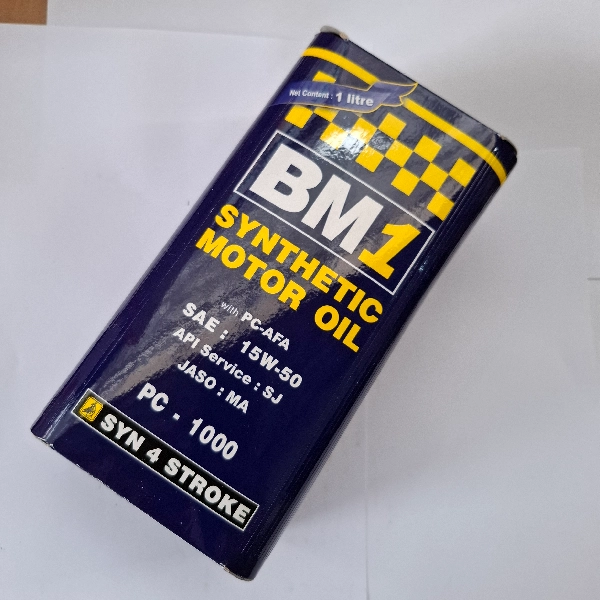 Net Content : 1 litre
BM1
SYNTHETIC
MOTOR OIL
with PC-AFA
SAE : 15W-50
API Service : SJ
JASO : MA
PC - 1000
SYN 4 STROKE